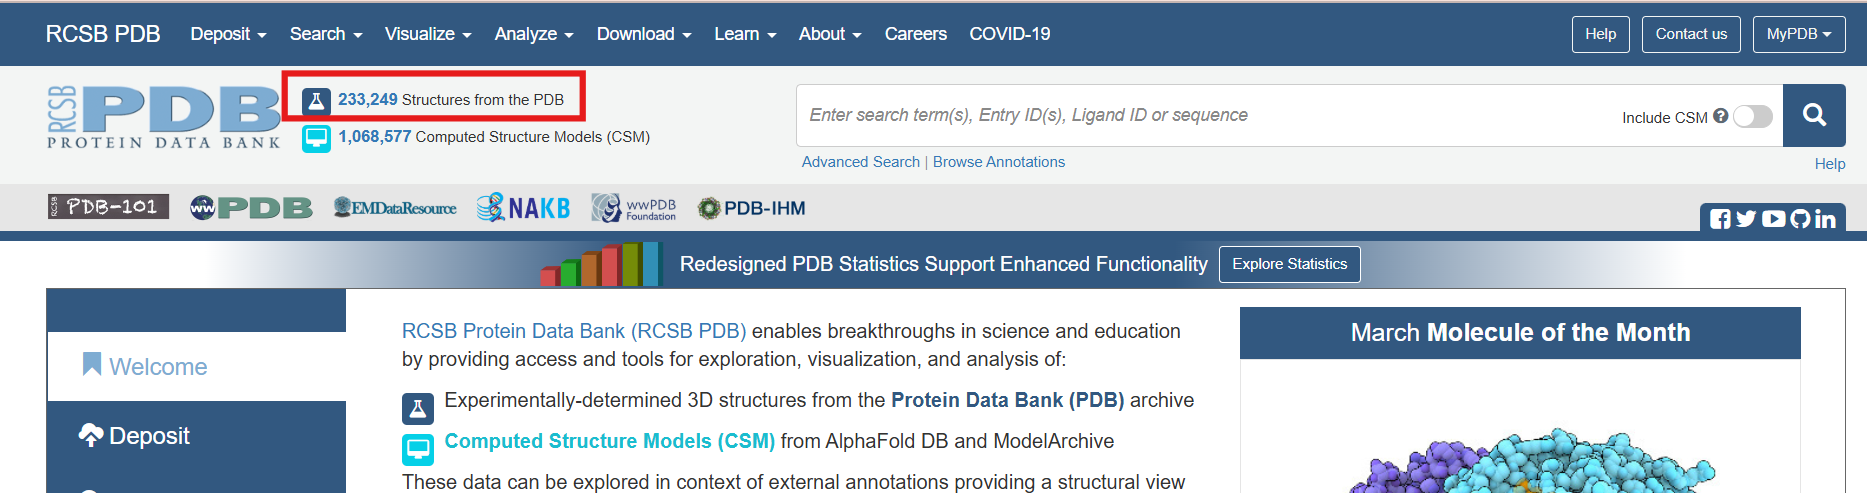 RCSB PDB Deposit Search Visualize Analyze Download Learn About Careers COVID-19 Help Contact us MyPDB
RCSB PDB
PROTEIN DATA BANK
233,249 Structures from the PDB
1,068,577 Computed Structure Models (CSM)
Enter search term(s), Entry ID(s), Ligand ID or sequence
Include CSM
Advanced Search | Browse Annotations
Help
RCSB PDB-101 wwPDB EMDataResource NAKB wwPDB Foundation PDB-IHM
Redesigned PDB Statistics Support Enhanced Functionality Explore Statistics
Welcome
Deposit
RCSB Protein Data Bank (RCSB PDB) enables breakthroughs in science and education
by providing access and tools for exploration, visualization, and analysis of:
Experimentally-determined 3D structures from the Protein Data Bank (PDB) archive
Computed Structure Models (CSM) from AlphaFold DB and ModelArchive
These data can be explored in context of external annotations providing a structural view
March Molecule of the Month